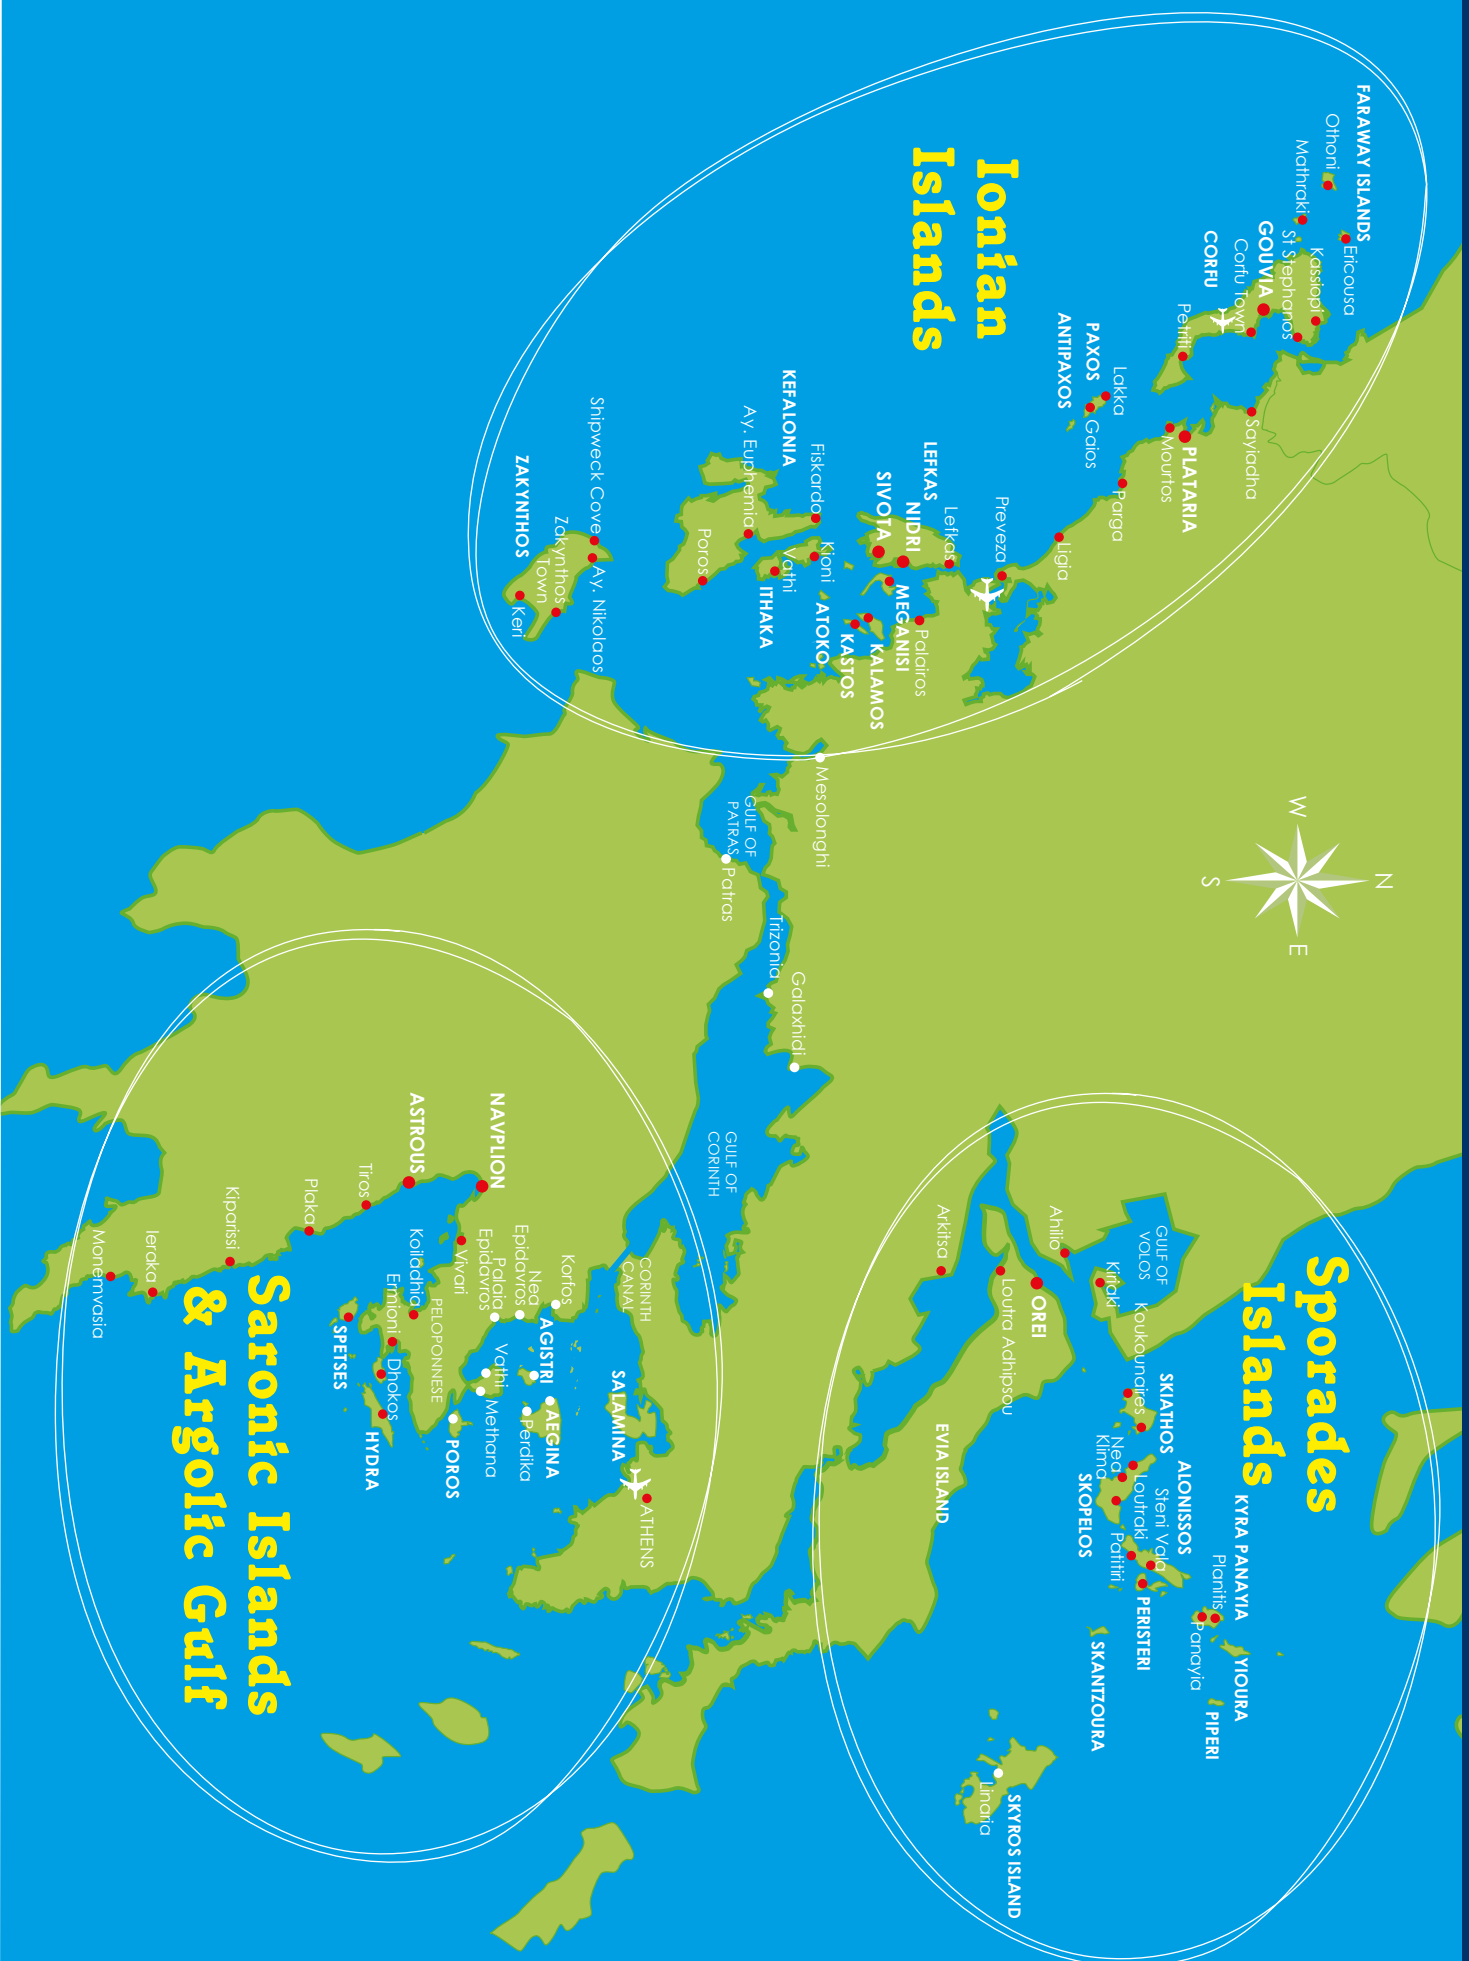 Ionian
Islands
FARAWAY ISLANDS
Othoni
Ericousa
Mathraki
Kassiopi
St Stephanos
GOUVIA
Corfu Town
CORFU
Petriti
Sayiadha
PLATARIA
Mourtos
Lakka
PAXOS
Gaios
ANTIPAXOS
Parga
Ligia
Preveza
Lefkas
LEFKAS
NIDRI
SIVOTA
Palairos
MEGANISI
KALAMOS
KASTOS
ATOKO
Fiskardo
Kioni
KEFALONIA
Vathi
ITHAKA
Ay. Euphemia
Poros
Shipweck Cove
Ay. Nikolaos
Zakynthos
Town
ZAKYNTHOS
Keri
N
W
E
S
Mesolonghi
GULF OF
PATRAS
Patras
Trizonia
Galaxhidi
GULF OF
CORINTH
Sporades
Islands
GULF OF
VOLOS
Ahilio
Kiriaki
Koukounaires
SKIATHOS
Arkitsa
OREI
Loutra Adhipsou
EVIA ISLAND
Nea
Klima
Loutraki
SKOPELOS
ALONISSOS
Steni Vala
Patitiri
KYRA PANAYIA
Planitis
Panayia
PERISTERI
YIOURA
PIPERI
SKANTZOURA
Linaria
SKYROS ISLAND
CORINTH
CANAL
SALAMINA
ATHENS
Korfos
Nea
Epidavros
Palaia
Epidavros
AGISTRI
AEGINA
Perdika
Vathi
Methana
POROS
NAVPLION
Vivari
ASTROUS
PELOPONNESE
Koiladhia
Ermioni
Dhokos
HYDRA
SPETSES
Tiros
Plaka
Kiparissi
Ieraka
Monemvasia
Saronic Islands
& Argolic Gulf